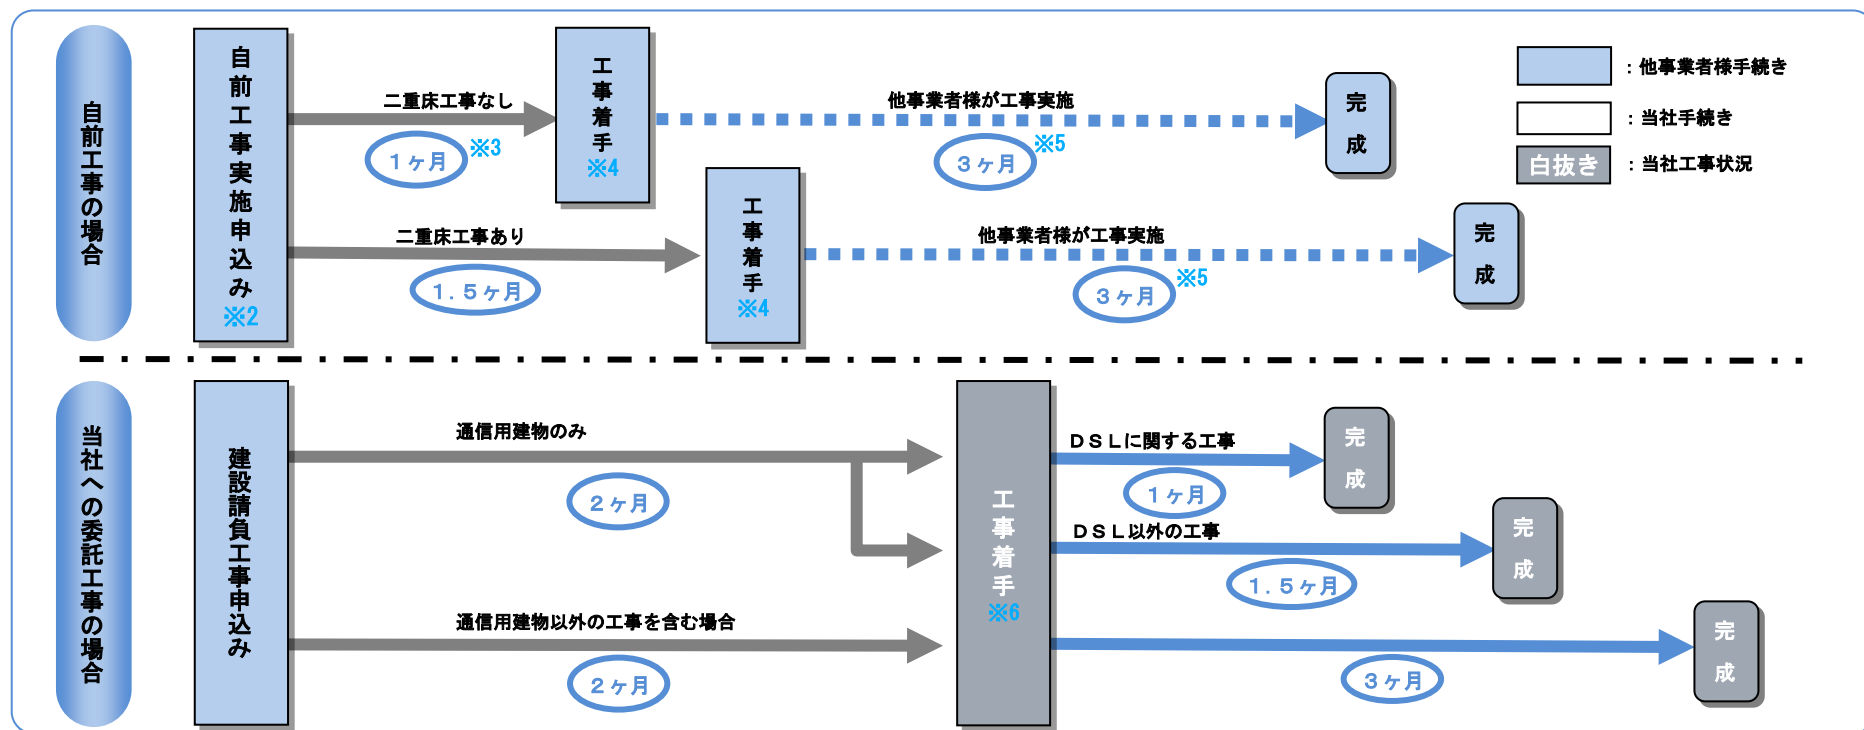 自前工事の場合
自前工事実施申込み
※2
二重床工事なし
1ヶ月
※3
工事着手
※4
他事業者様が工事実施
3ヶ月
※5
完成
二重床工事あり
1.5ヶ月
工事着手
※4
他事業者様が工事実施
3ヶ月
※5
完成
：他事業者様手続き
：当社手続き
白抜き
：当社工事状況
当社への委託工事の場合
建設請負工事申込み
通信用建物のみ
2ヶ月
通信用建物以外の工事を含む場合
2ヶ月
工事着手
※6
DSLに関する工事
1ヶ月
完成
DSL以外の工事
1.5ヶ月
完成
3ヶ月
完成